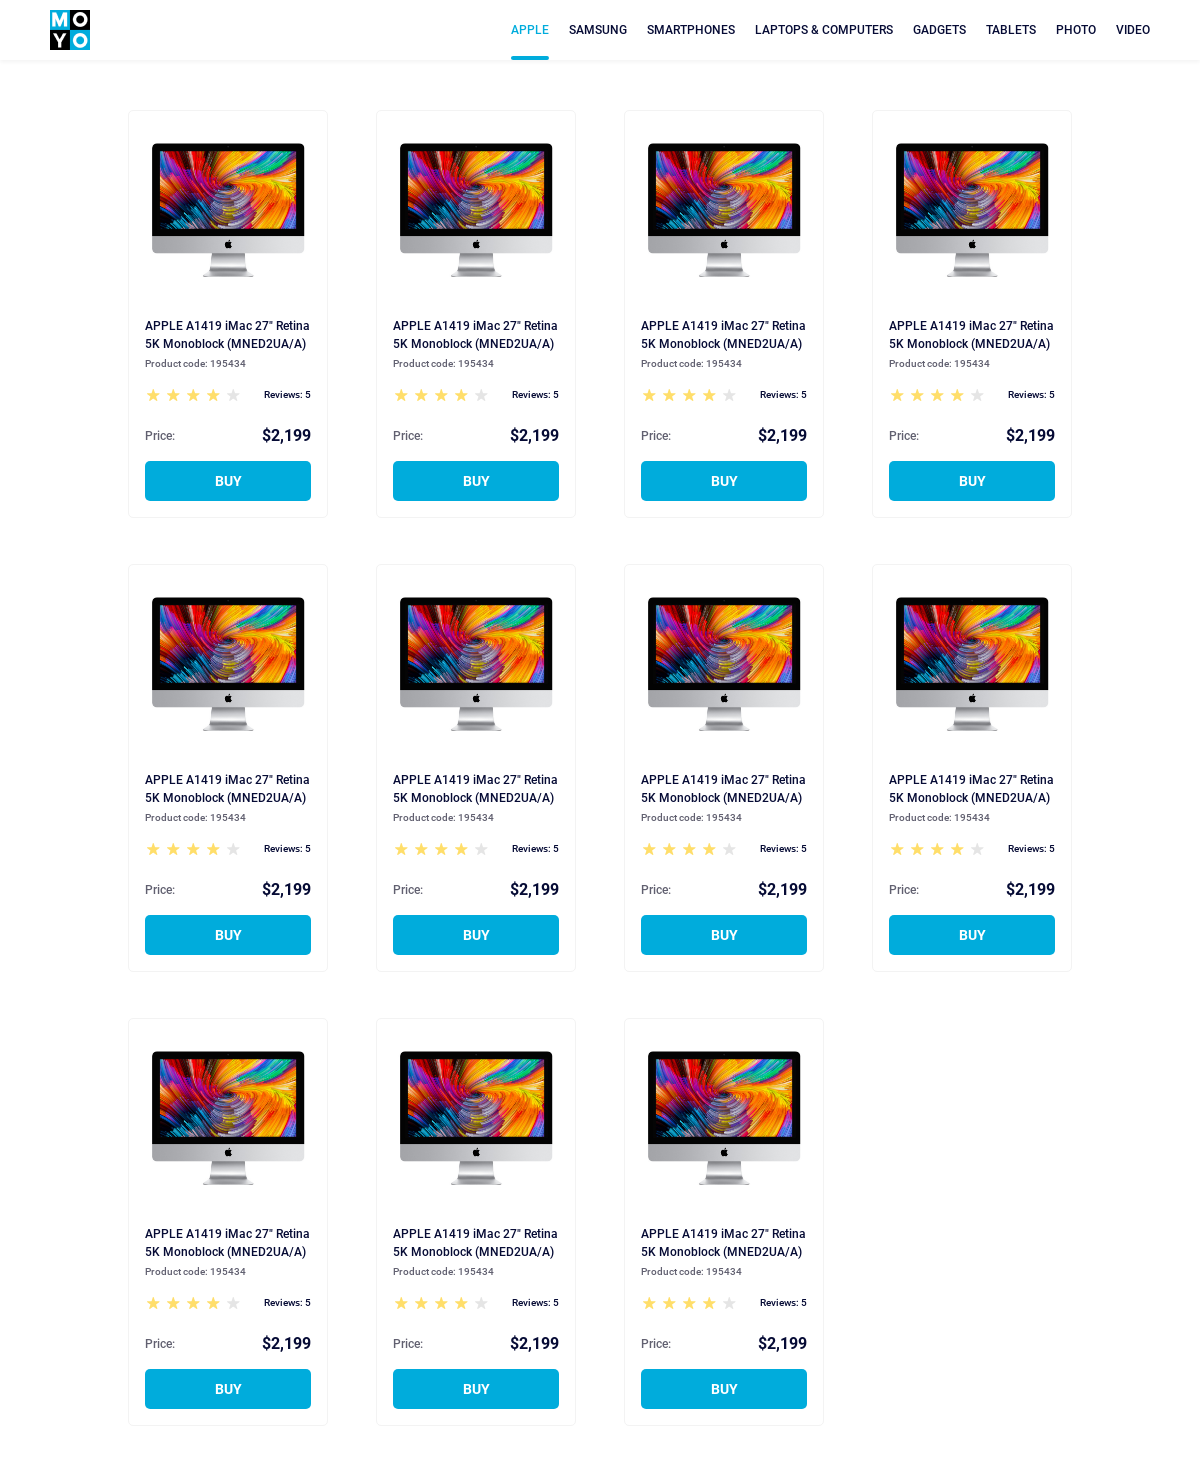 MO
YO
APPLE SAMSUNG SMARTPHONES LAPTOPS & COMPUTERS GADGETS TABLETS PHOTO VIDEO
APPLE A1419 iMac 27" Retina
5K Monoblock (MNED2UA/A)
Product code: 195434
Reviews: 5
Price: $2,199
BUY
APPLE A1419 iMac 27" Retina
5K Monoblock (MNED2UA/A)
Product code: 195434
Reviews: 5
Price: $2,199
BUY
APPLE A1419 iMac 27" Retina
5K Monoblock (MNED2UA/A)
Product code: 195434
Reviews: 5
Price: $2,199
BUY
APPLE A1419 iMac 27" Retina
5K Monoblock (MNED2UA/A)
Product code: 195434
Reviews: 5
Price: $2,199
BUY
APPLE A1419 iMac 27" Retina
5K Monoblock (MNED2UA/A)
Product code: 195434
Reviews: 5
Price: $2,199
BUY
APPLE A1419 iMac 27" Retina
5K Monoblock (MNED2UA/A)
Product code: 195434
Reviews: 5
Price: $2,199
BUY
APPLE A1419 iMac 27" Retina
5K Monoblock (MNED2UA/A)
Product code: 195434
Reviews: 5
Price: $2,199
BUY
APPLE A1419 iMac 27" Retina
5K Monoblock (MNED2UA/A)
Product code: 195434
Reviews: 5
Price: $2,199
BUY
APPLE A1419 iMac 27" Retina
5K Monoblock (MNED2UA/A)
Product code: 195434
Reviews: 5
Price: $2,199
BUY
APPLE A1419 iMac 27" Retina
5K Monoblock (MNED2UA/A)
Product code: 195434
Reviews: 5
Price: $2,199
BUY
APPLE A1419 iMac 27" Retina
5K Monoblock (MNED2UA/A)
Product code: 195434
Reviews: 5
Price: $2,199
BUY